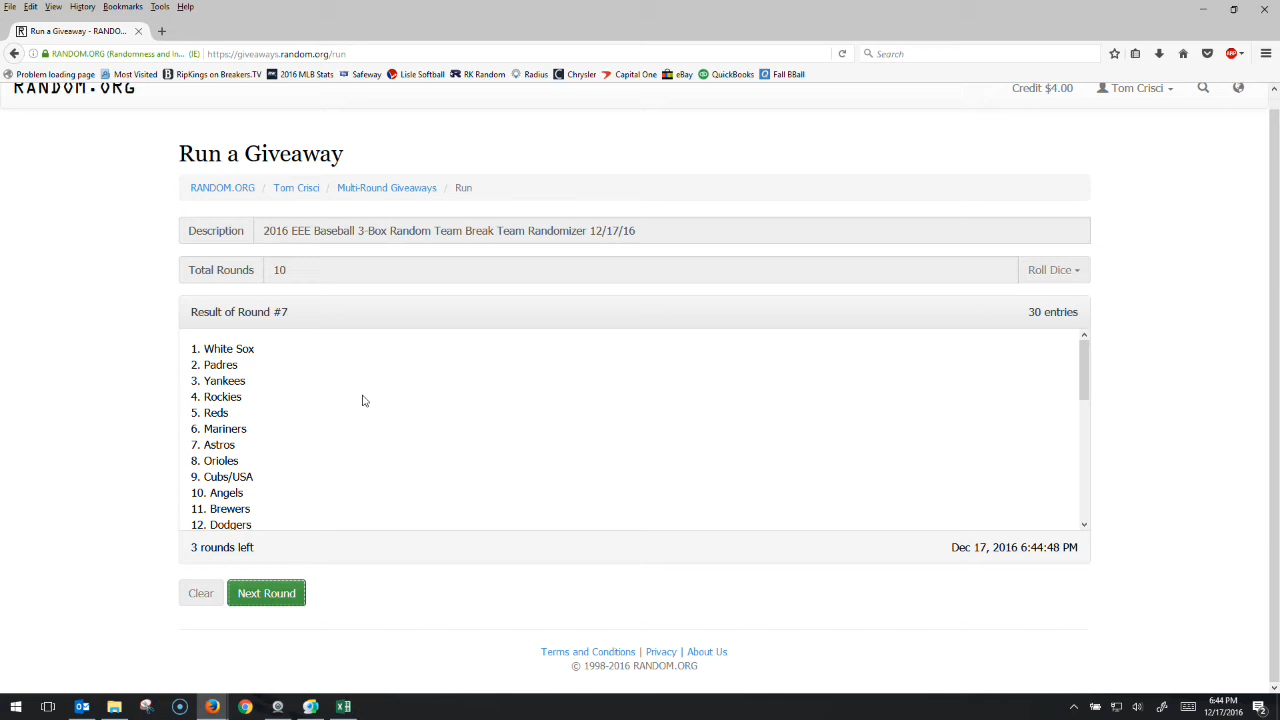 File Edit View History Bookmarks Tools Help
Run a Giveaway - RANDO...
RANDOM.ORG (Randomness and In... (IE) https://giveaways.random.org/run Search
Problem loading page Most Visited RipKings on Breakers.TV 2016 MLB Stats Safeway Lisle Softball RK Random Radius Chrysler Capital One eBay QuickBooks Fall BBall
RANDOM.ORG Credit $4.00 Tom Crisci
Run a Giveaway
RANDOM.ORG / Tom Crisci / Multi-Round Giveaways / Run
Description 2016 EEE Baseball 3-Box Random Team Break Team Randomizer 12/17/16
Total Rounds 10 Roll Dice
Result of Round #7 30 entries
1. White Sox
2. Padres
3. Yankees
4. Rockies
5. Reds
6. Mariners
7. Astros
8. Orioles
9. Cubs/USA
10. Angels
11. Brewers
12. Dodgers
3 rounds left Dec 17, 2016 6:44:48 PM
Clear Next Round
Terms and Conditions | Privacy | About Us
© 1998-2016 RANDOM.ORG
6:44 PM
12/17/2016